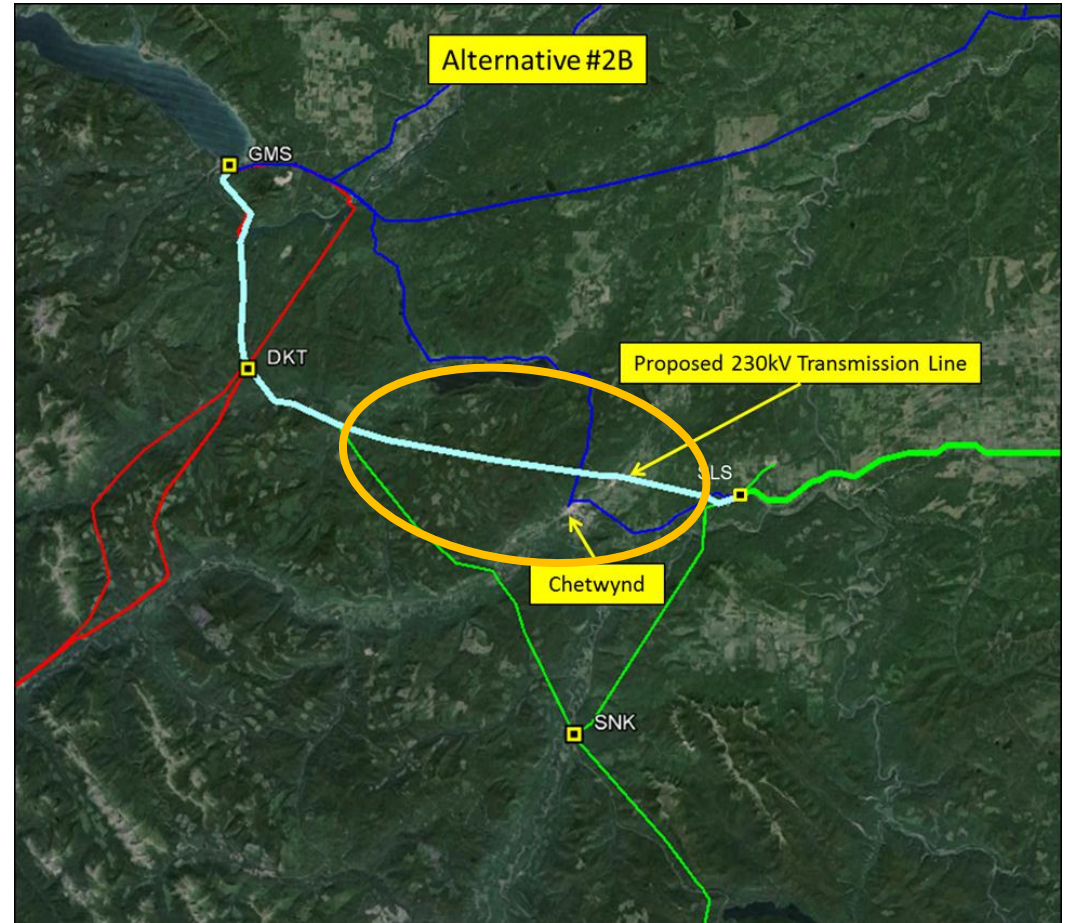 Alternative #2B
GMS
DKT
Proposed 230kV Transmission Line
SLS
Chetwynd
SNK